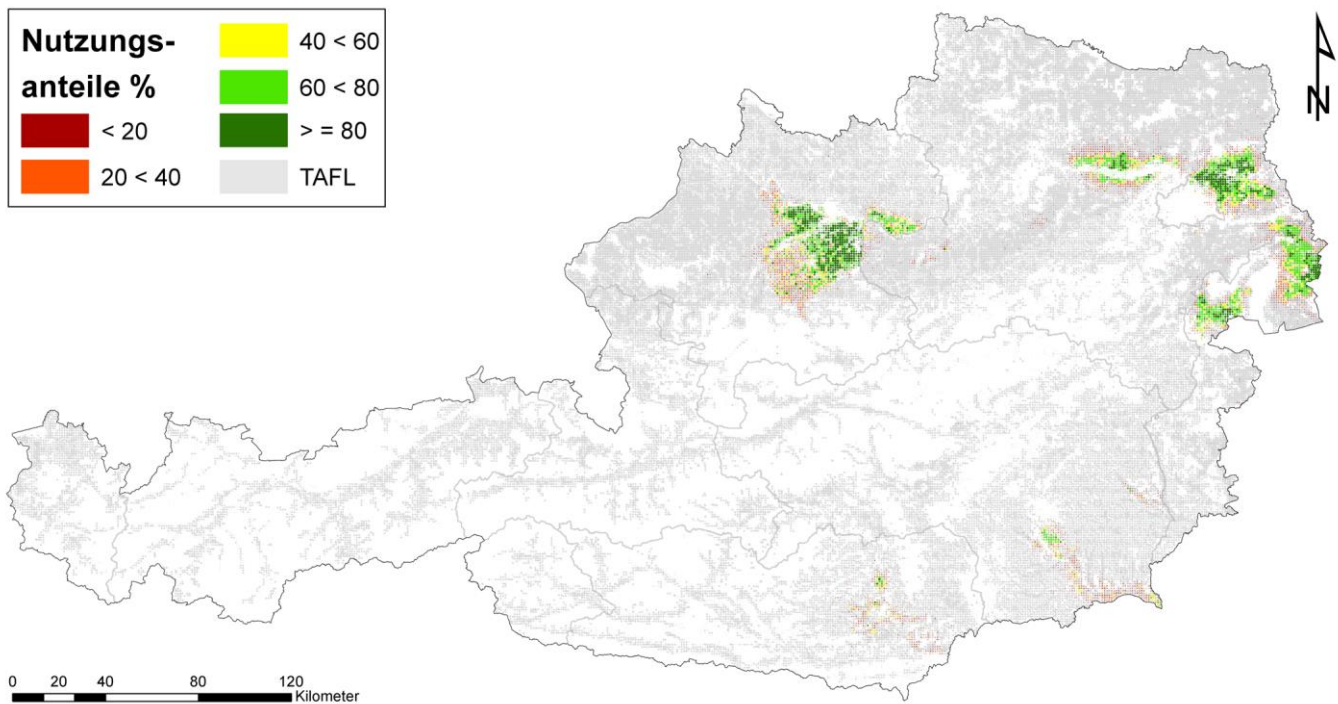 Nutzungs-
anteile %
< 20
20 < 40
40 < 60
60 < 80
> = 80
TAFL
N
0 20 40 80 120
Kilometer